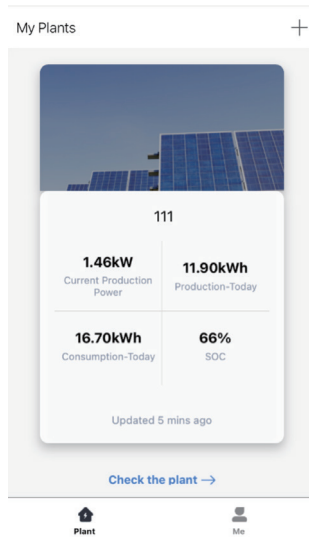 My Plants
111
1.46kW
Current Production
Power
11.90kWh
Production-Today
16.70kWh
Consumption-Today
66%
SOC
Updated 5 mins ago
Check the plant →
Plant
Me